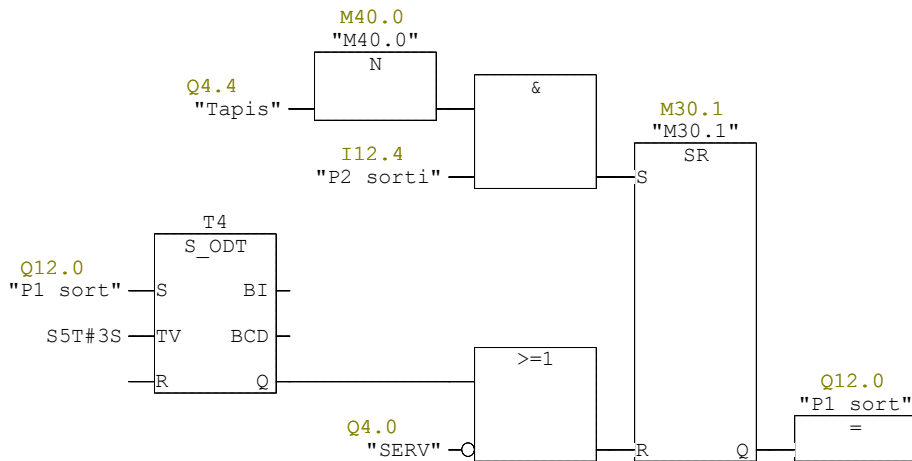 M40.0
"M40.0"
N
Q4.4
"Tapis"
&
I12.4
"P2 sorti"
M30.1
"M30.1"
SR
S
T4
S_ODT
Q12.0
"P1 sort"
S BI
S5T#3S
TV BCD
R Q
>=1
Q4.0
"SERV"
R Q
Q12.0
"P1 sort"
=